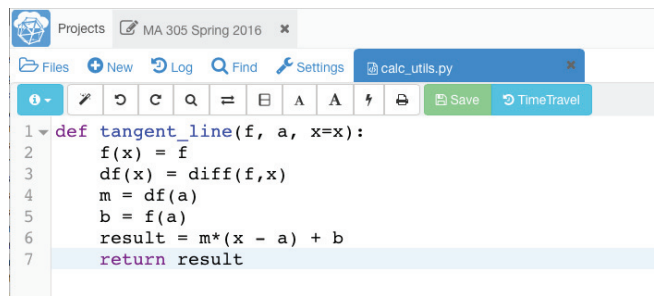 Projects MA 305 Spring 2016 ×
Files New Log Find Settings calc_utils.py ×
A A Save TimeTravel
1 def tangent_line(f, a, x=x):
2     f(x) = f
3     df(x) = diff(f,x)
4     m = df(a)
5     b = f(a)
6     result = m*(x - a) + b
7     return result